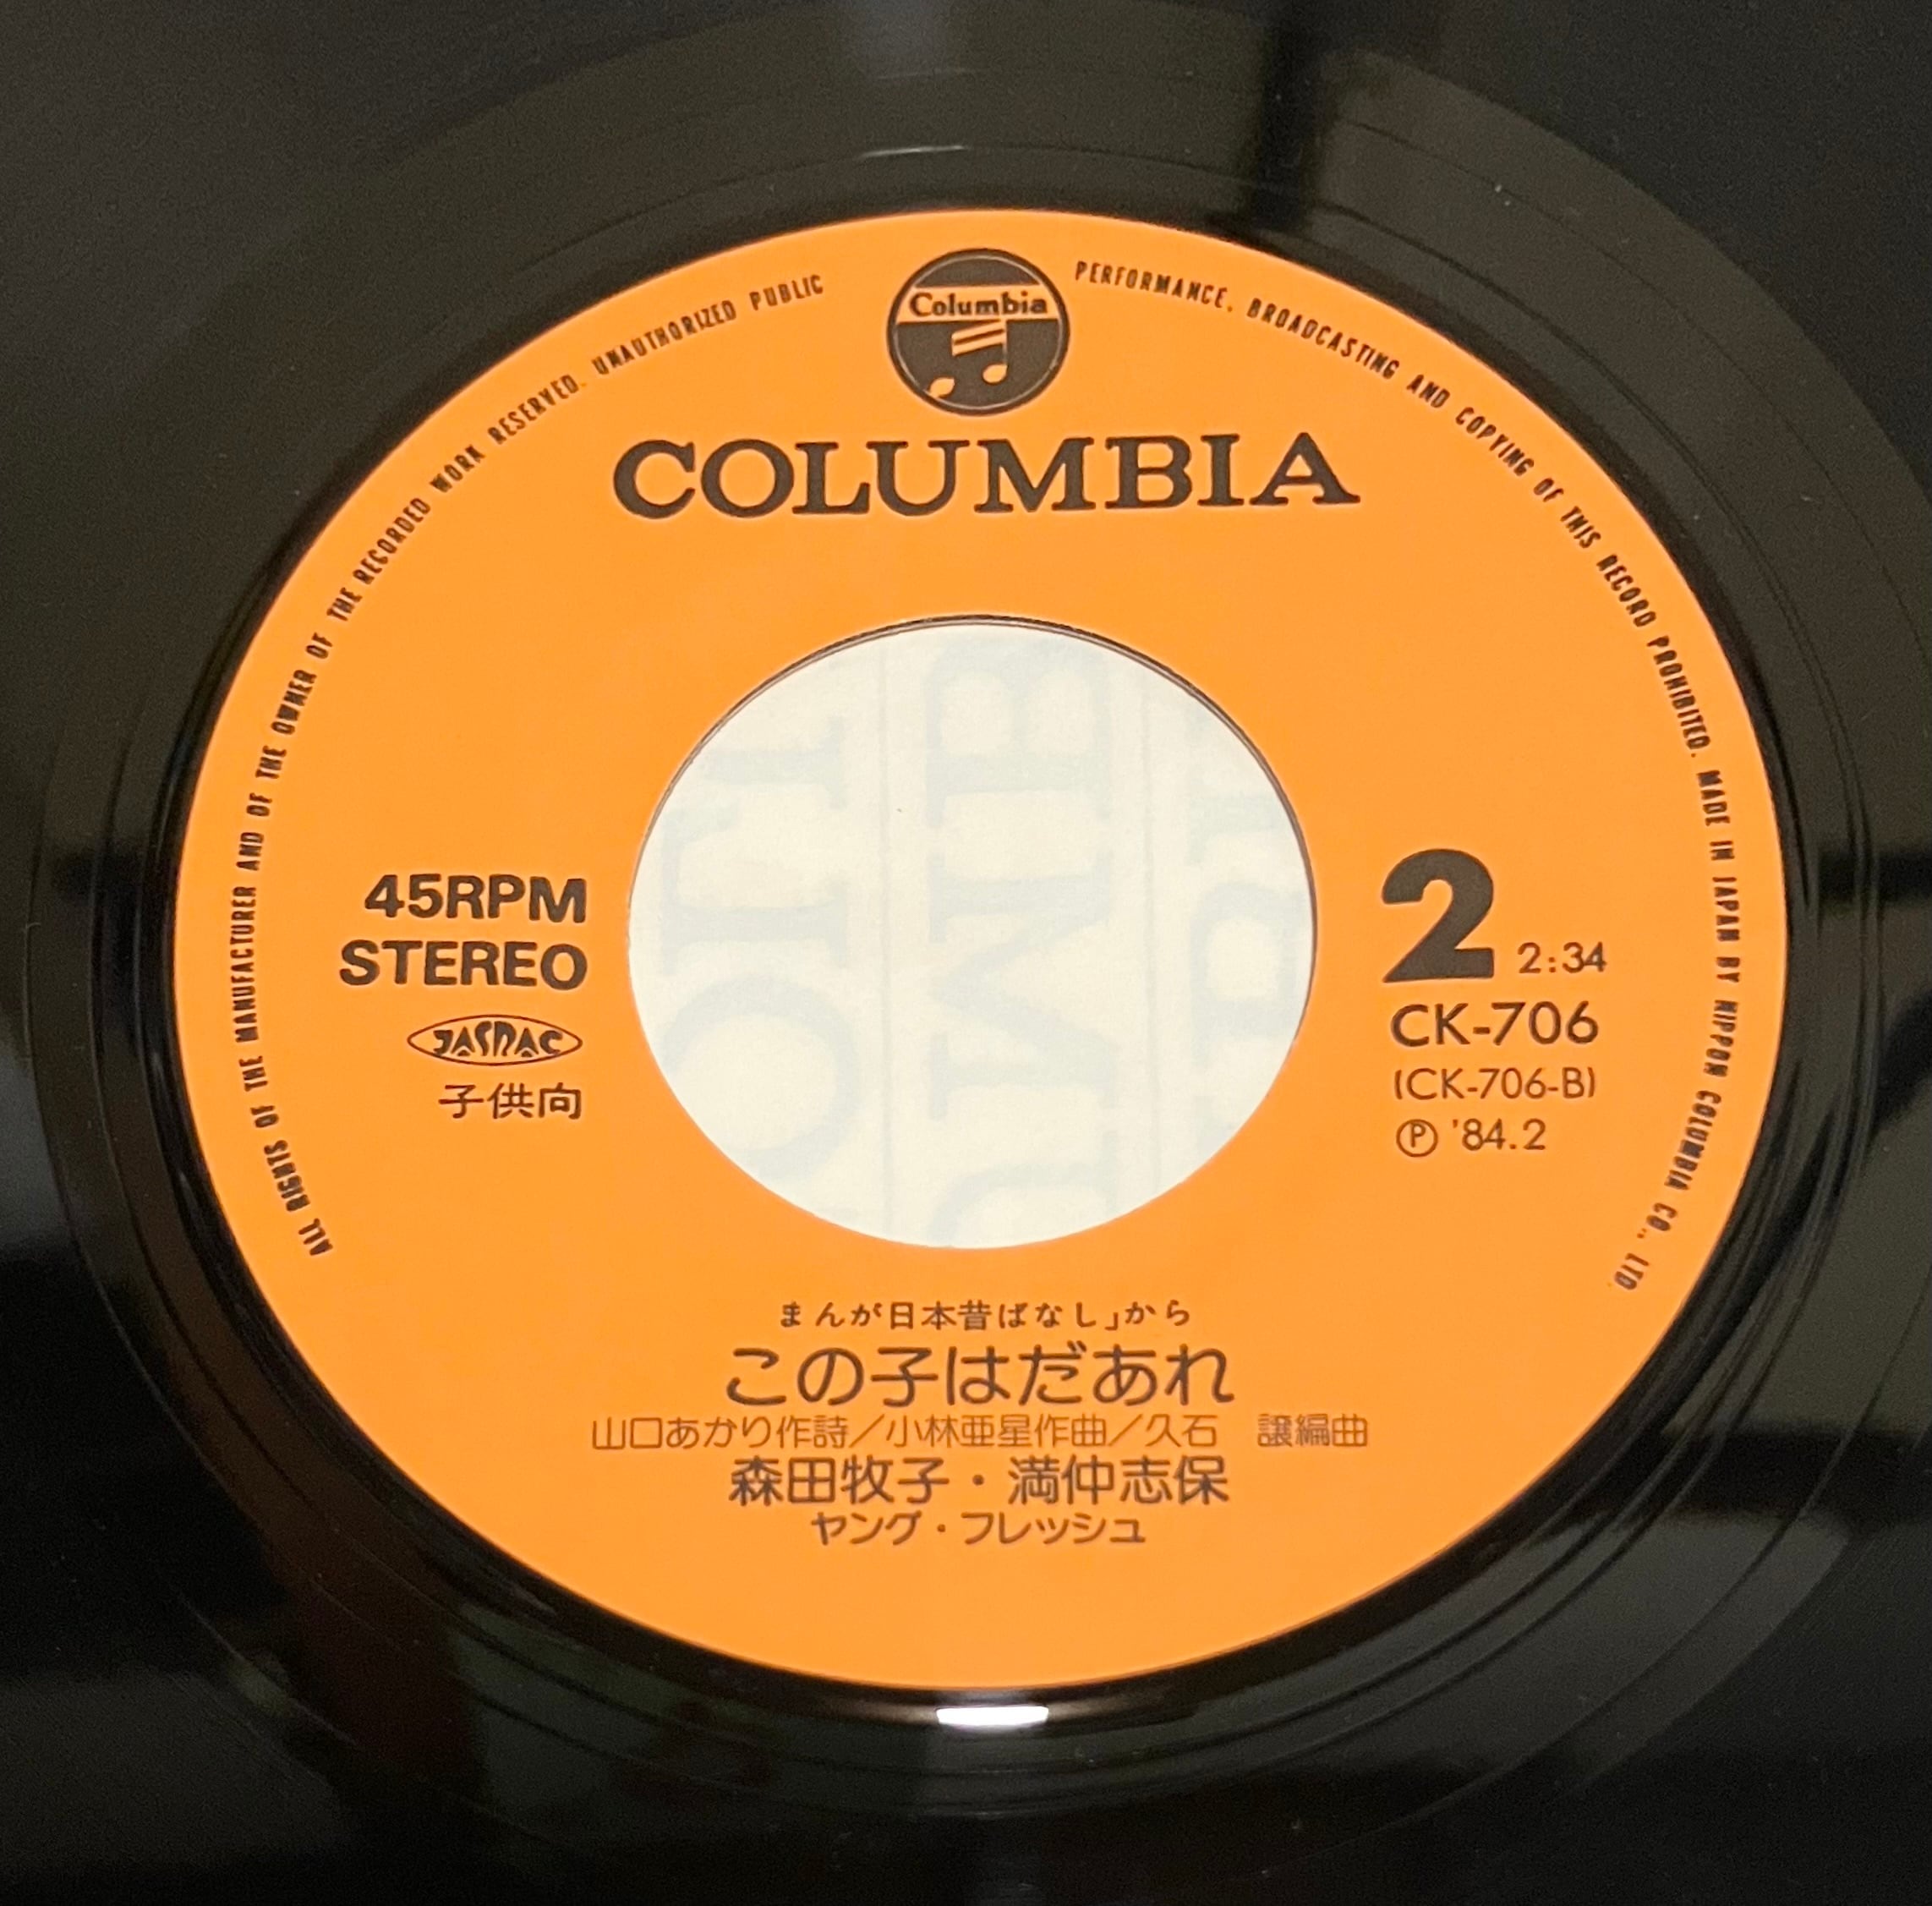 ALL RIGHTS OF THE MANUFACTURER AND OF THE OWNER OF THE RECORDED WORK RESERVED. UNAUTHORIZED PUBLIC PERFORMANCE. BROADCASTING AND COPYING OF THIS RECORD PROHIBITED. MADE IN JAPAN BY NIPPON COLUMBIA CO., LTD.
Columbia
COLUMBIA
45RPM
STEREO
JASRAC
子供向
2 2:34
CK-706
(CK-706-B)
Ⓟ '84.2
まんが日本昔ばなし」から
この子はだあれ
山口あかり作詩／小林亜星作曲／久石　譲編曲
森田牧子・満仲志保
ヤング・フレッシュ